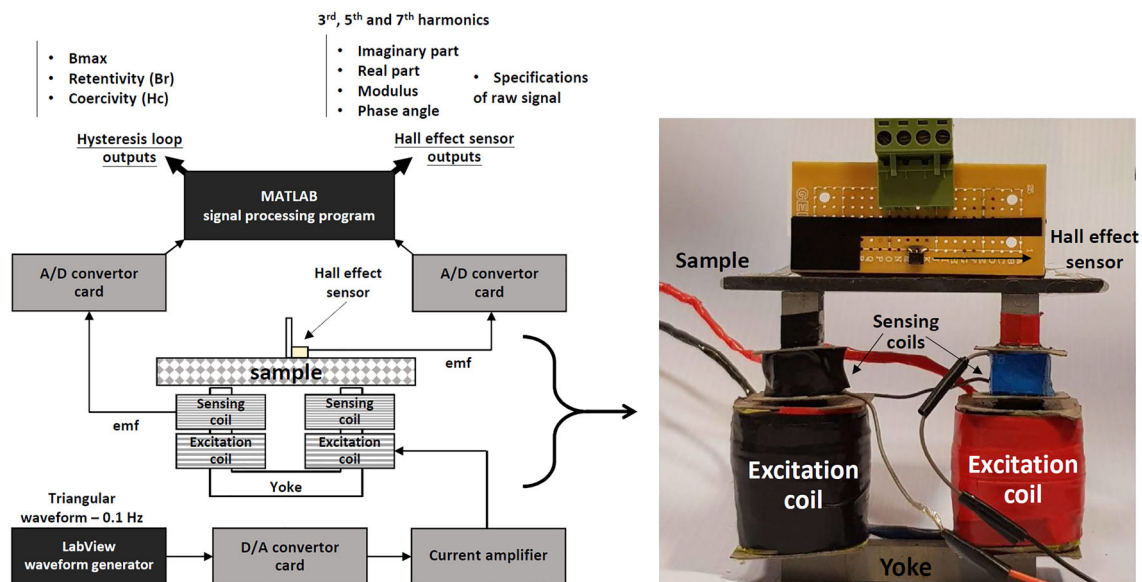 3rd, 5th and 7th harmonics
• Bmax
• Retentivity (Br)
• Coercivity (Hc)
• Imaginary part
• Real part
• Modulus
• Phase angle
• Specifications
of raw signal
Hysteresis loop
outputs
Hall effect sensor
outputs
MATLAB
signal processing program
A/D convertor
card
A/D convertor
card
Hall effect
sensor
sample
emf
emf
Sensing
coil
Sensing
coil
Excitation
coil
Excitation
coil
Yoke
Triangular
waveform – 0.1 Hz
LabView
waveform generator
D/A convertor
card
Current amplifier
Sample
Hall effect
sensor
Sensing
coils
Excitation
coil
Excitation
coil
Yoke